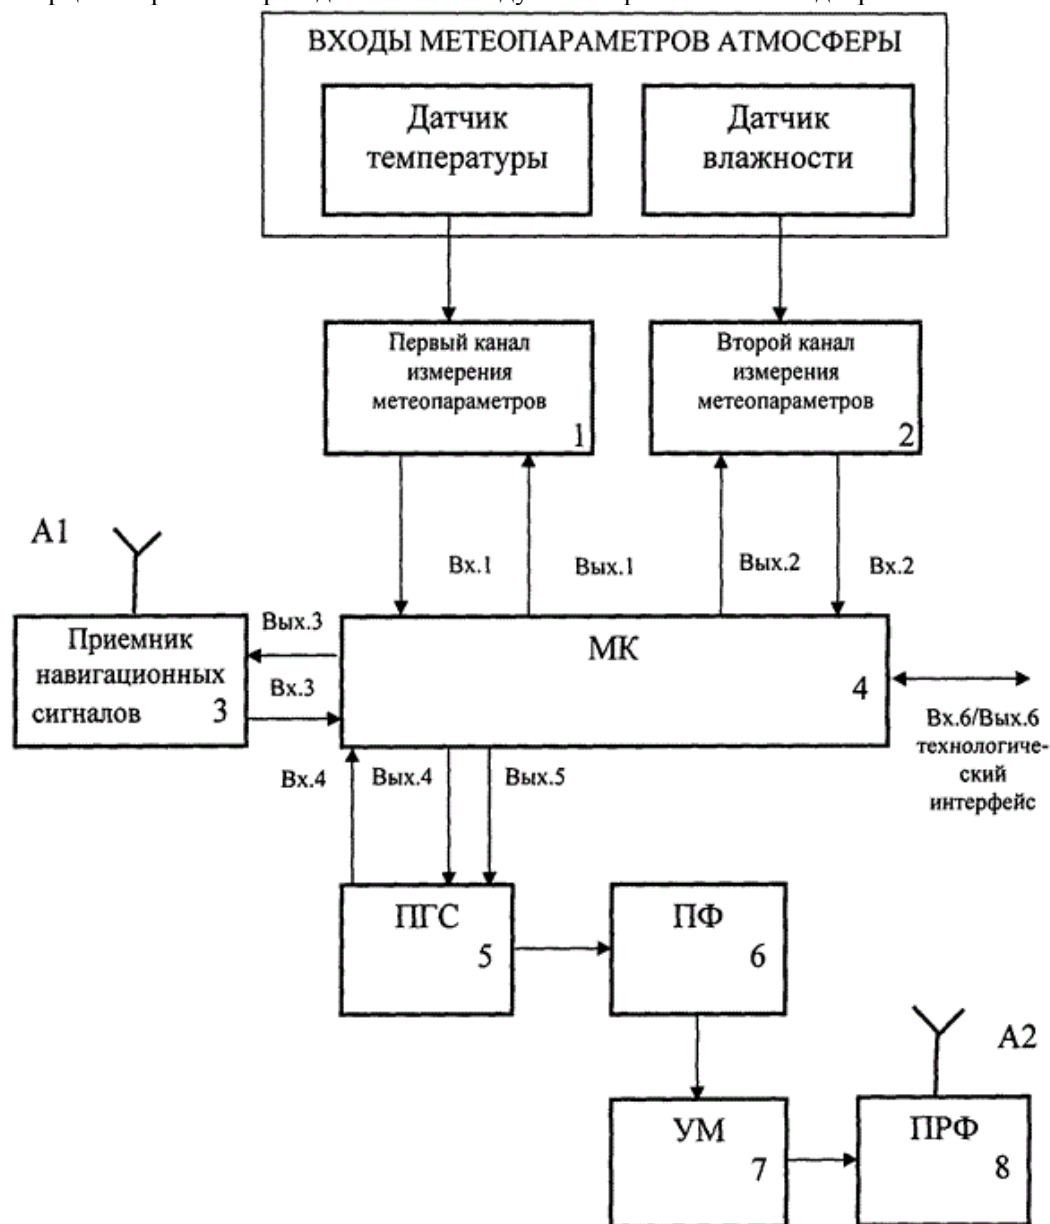 ВХОДЫ МЕТЕОПАРАМЕТРОВ АТМОСФЕРЫ
Датчик
температуры
Датчик
влажности
Первый канал
измерения
метеопараметров
1
Второй канал
измерения
метеопараметров
2
А1
Вх.1
Вых.1
Вых.2
Вх.2
Приемник
навигационных
сигналов
3
Вых.3
Вх.3
МК
4
Вх.6/Вых.6
технологиче-
ский
интерфейс
Вх.4
Вых.4
Вых.5
ПГС
5
ПФ
6
А2
УМ
7
ПРФ
8